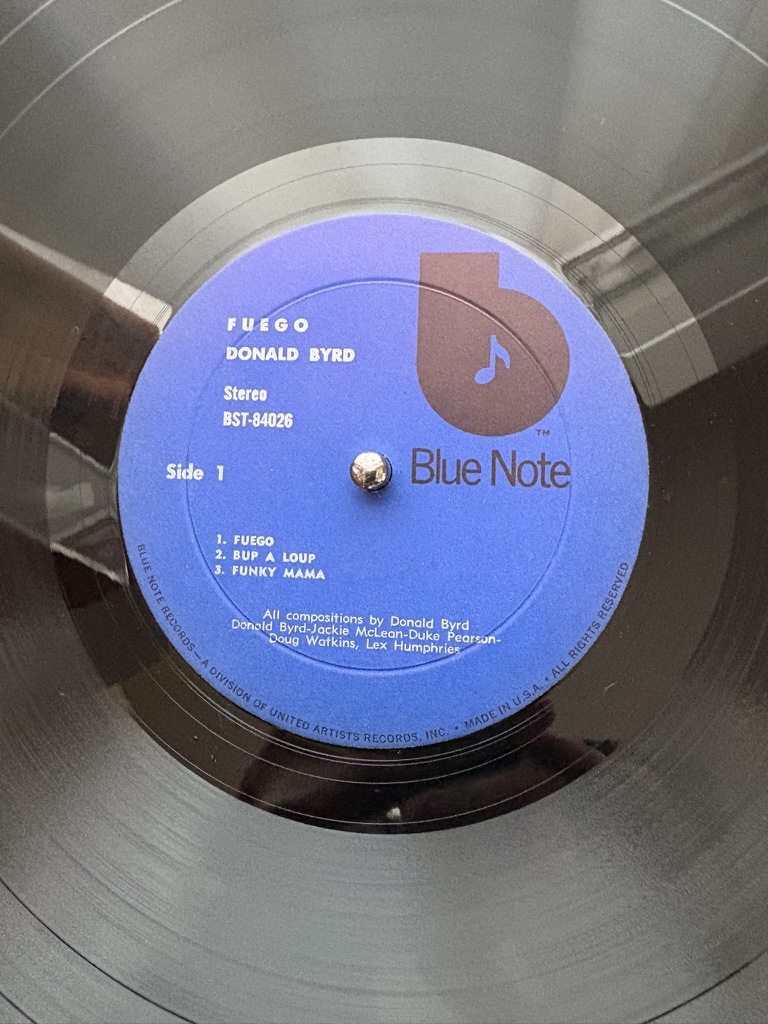 FUEGO
DONALD BYRD
Stereo
BST-84026
Side 1
TM
Blue Note
1. FUEGO
2. BUP A LOUP
3. FUNKY MAMA
All compositions by Donald Byrd
Donald Byrd-Jackie McLean-Duke Pearson-
Doug Watkins, Lex Humphries
BLUE NOTE RECORDS — A DIVISION OF UNITED ARTISTS RECORDS, INC. • MADE IN U.S.A. • ALL RIGHTS RESERVED